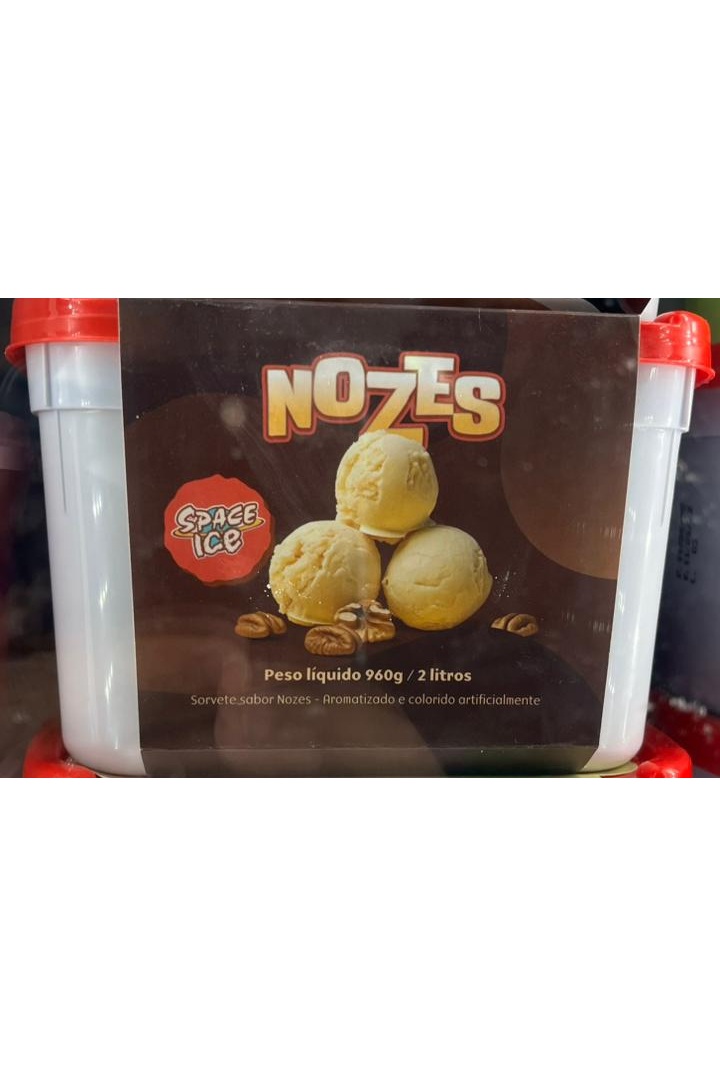 NOZES
SPACE
ICE
Peso líquido 960g / 2 litros
Sorvete sabor Nozes - Aromatizado e colorido artificialmente